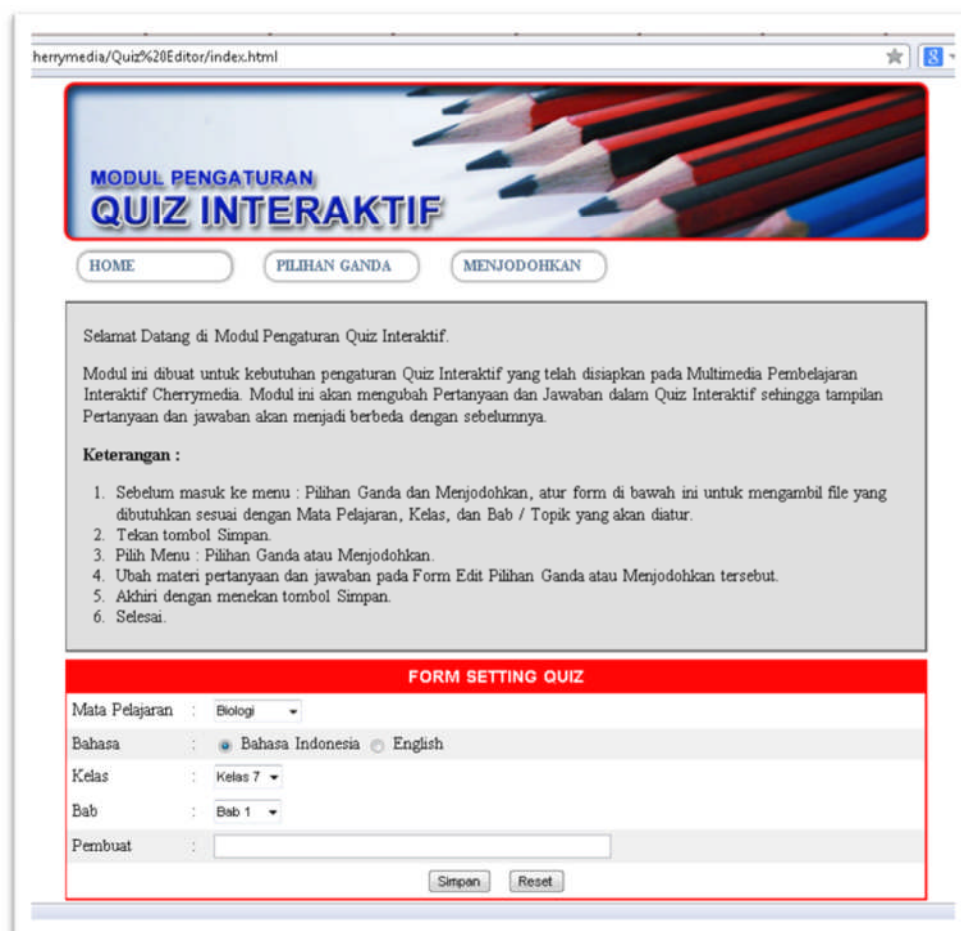 herrymedia/Quiz%20Editor/index.html
8
MODUL PENGATURAN
QUIZ INTERAKTIF
HOME
PILIHAN GANDA
MENJODOHKAN
Selamat Datang di Modul Pengaturan Quiz Interaktif.
Modul ini dibuat untuk kebutuhan pengaturan Quiz Interaktif yang telah disiapkan pada Multimedia Pembelajaran
Interaktif Cherrymedia. Modul ini akan mengubah Pertanyaan dan Jawaban dalam Quiz Interaktif sehingga tampilan
Pertanyaan dan jawaban akan menjadi berbeda dengan sebelumnya.
Keterangan :
1. Sebelum masuk ke menu : Pilihan Ganda dan Menjodohkan, atur form di bawah ini untuk mengambil file yang
dibutuhkan sesuai dengan Mata Pelajaran, Kelas, dan Bab / Topik yang akan diatur.
2. Tekan tombol Simpan.
3. Pilih Menu : Pilihan Ganda atau Menjodohkan.
4. Ubah materi pertanyaan dan jawaban pada Form Edit Pilihan Ganda atau Menjodohkan tersebut.
5. Akhiri dengan menekan tombol Simpan.
6. Selesai.
FORM SETTING QUIZ
Mata Pelajaran : Biologi
Bahasa : Bahasa Indonesia English
Kelas : Kelas 7
Bab : Bab 1
Pembuat :
Simpan Reset